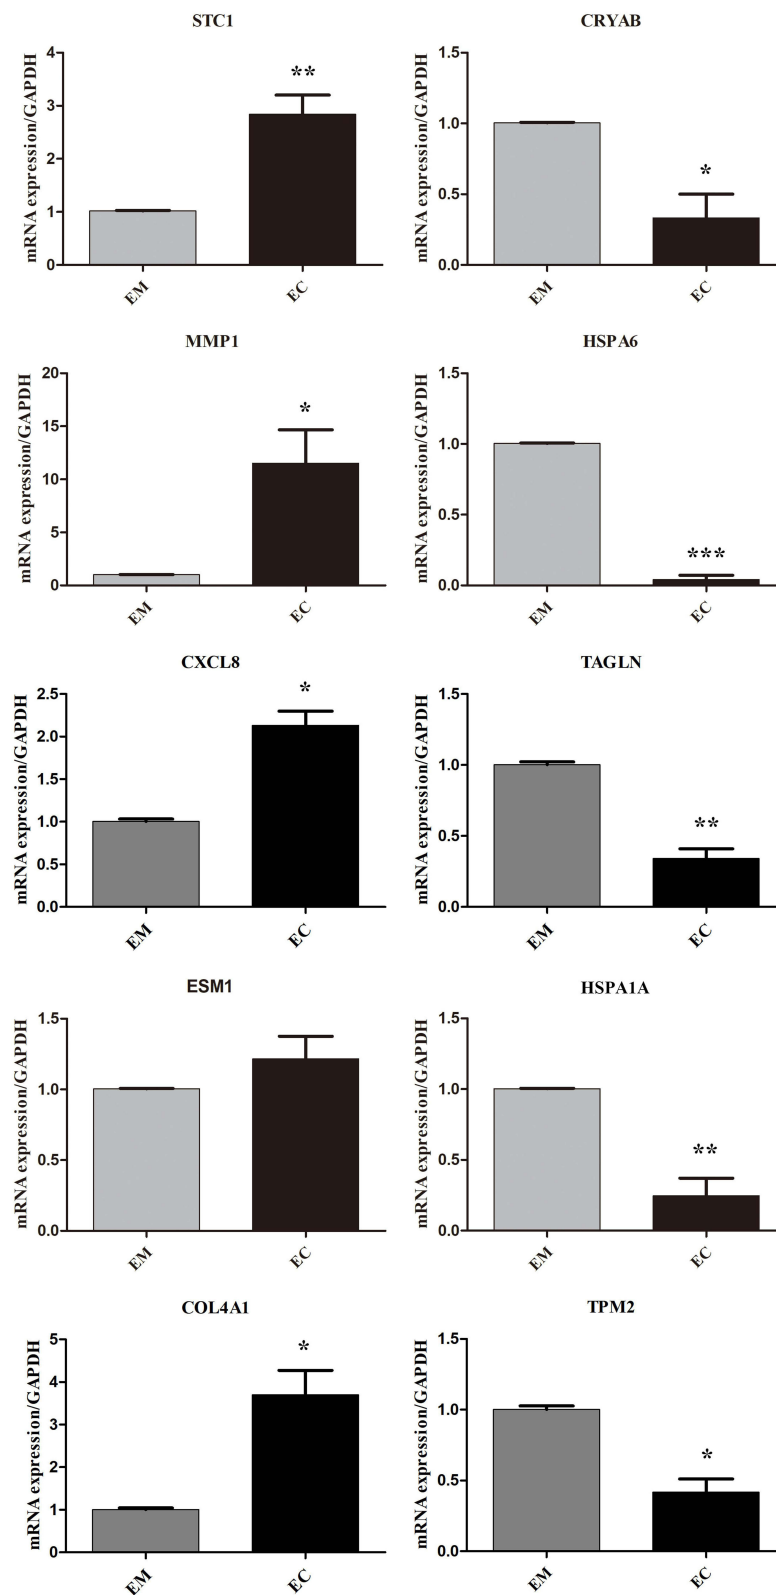 STC1
mRNA expression/GAPDH
4
3
2
1
0
**
EM
EC
CRYAB
mRNA expression/GAPDH
1.5
1.0
0.5
0.0
*
EM
EC
MMP1
mRNA expression/GAPDH
20
15
10
5
0
*
EM
EC
HSPA6
mRNA expression/GAPDH
1.5
1.0
0.5
0.0
***
EM
EC
CXCL8
mRNA expression/GAPDH
2.5
2.0
1.5
1.0
0.5
0.0
*
EM
EC
TAGLN
mRNA expression/GAPDH
1.5
1.0
0.5
0.0
**
EM
EC
ESM1
mRNA expression/GAPDH
1.5
1.0
0.5
0.0
EM
EC
HSPA1A
mRNA expression/GAPDH
1.5
1.0
0.5
0.0
**
EM
EC
COL4A1
mRNA expression/GAPDH
5
4
3
2
1
0
*
EM
EC
TPM2
mRNA expression/GAPDH
1.5
1.0
0.5
0.0
*
EM
EC